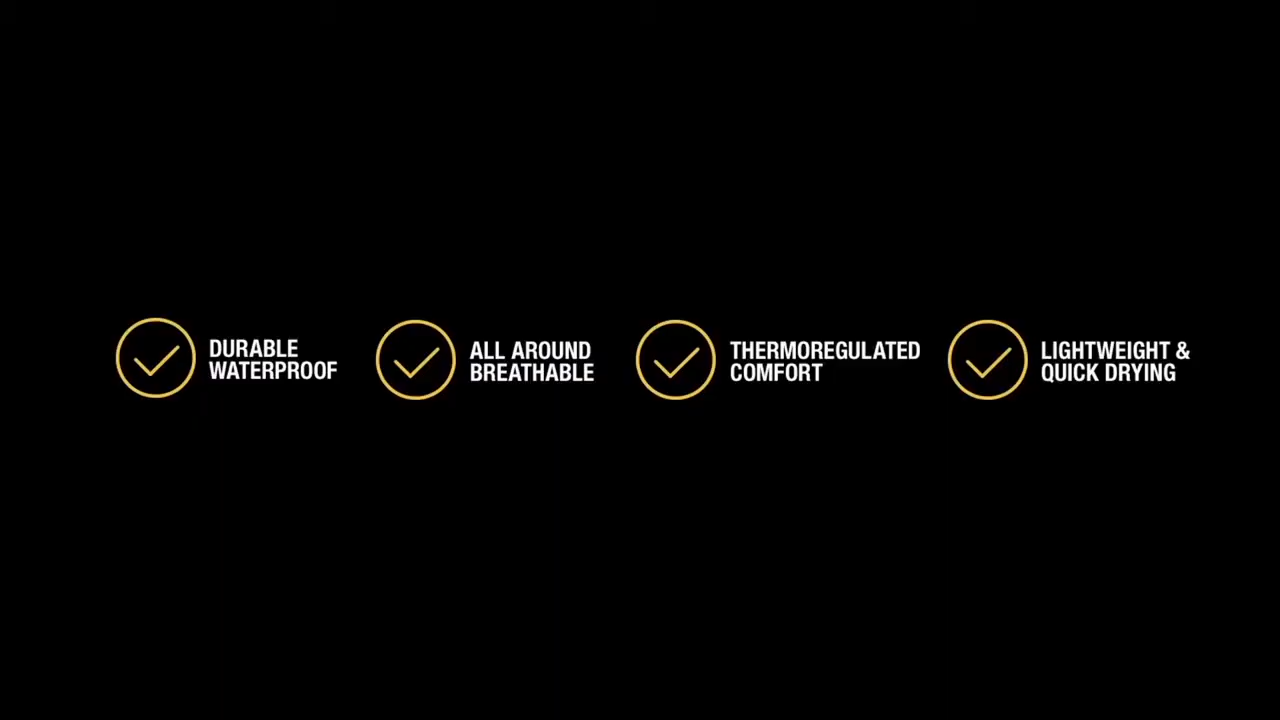 DURABLE
WATERPROOF
ALL AROUND
BREATHABLE
THERMOREGULATED
COMFORT
LIGHTWEIGHT &
QUICK DRYING